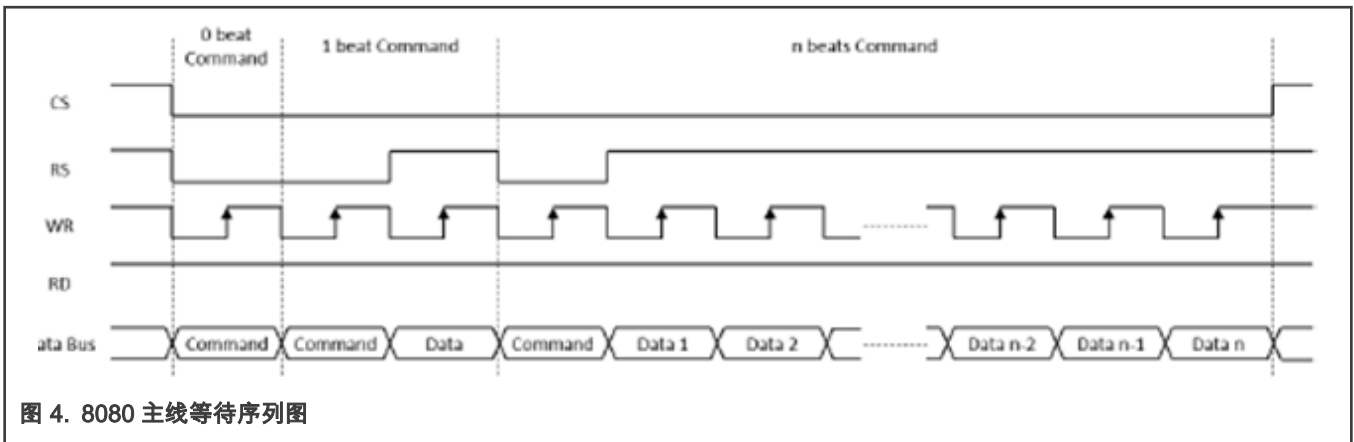 0 beat
Command
1 beat Command
n beats Command
CS
RS
WR
RD
ata Bus
Command
Command
Data
Command
Data 1
Data 2
Data n-2
Data n-1
Data n
图 4. 8080 主线等待序列图